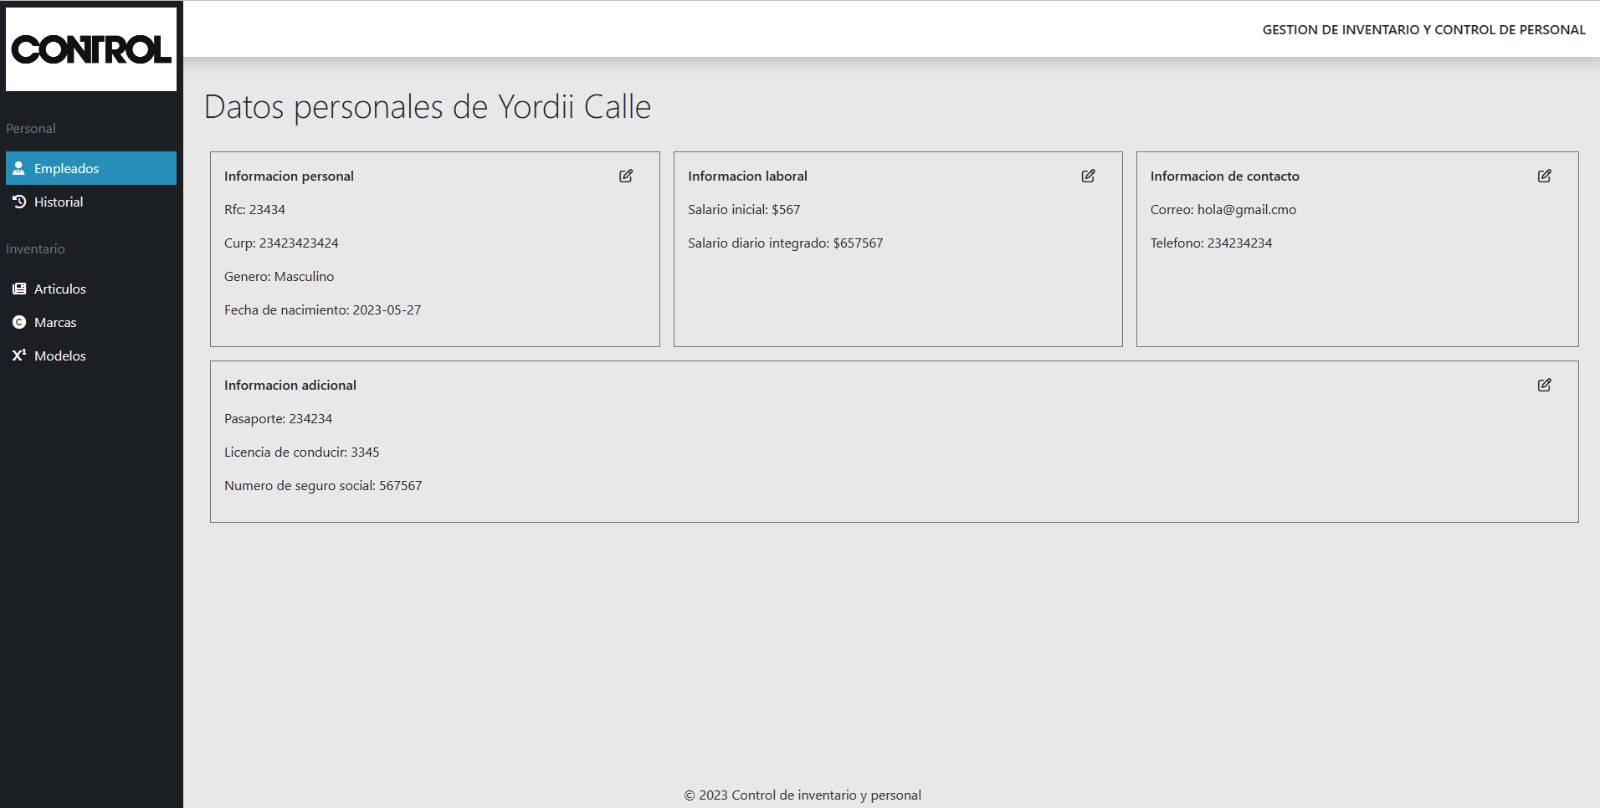 CONTROL
GESTION DE INVENTARIO Y CONTROL DE PERSONAL
Personal
Empleados
Historial
Inventario
Articulos
Marcas
Modelos
Datos personales de Yordii Calle
Informacion personal
Rfc: 23434
Curp: 23423423424
Genero: Masculino
Fecha de nacimiento: 2023-05-27
Informacion laboral
Salario inicial: $567
Salario diario integrado: $657567
Informacion de contacto
Correo: hola@gmail.cmo
Telefono: 234234234
Informacion adicional
Pasaporte: 234234
Licencia de conducir: 3345
Numero de seguro social: 567567
© 2023 Control de inventario y personal